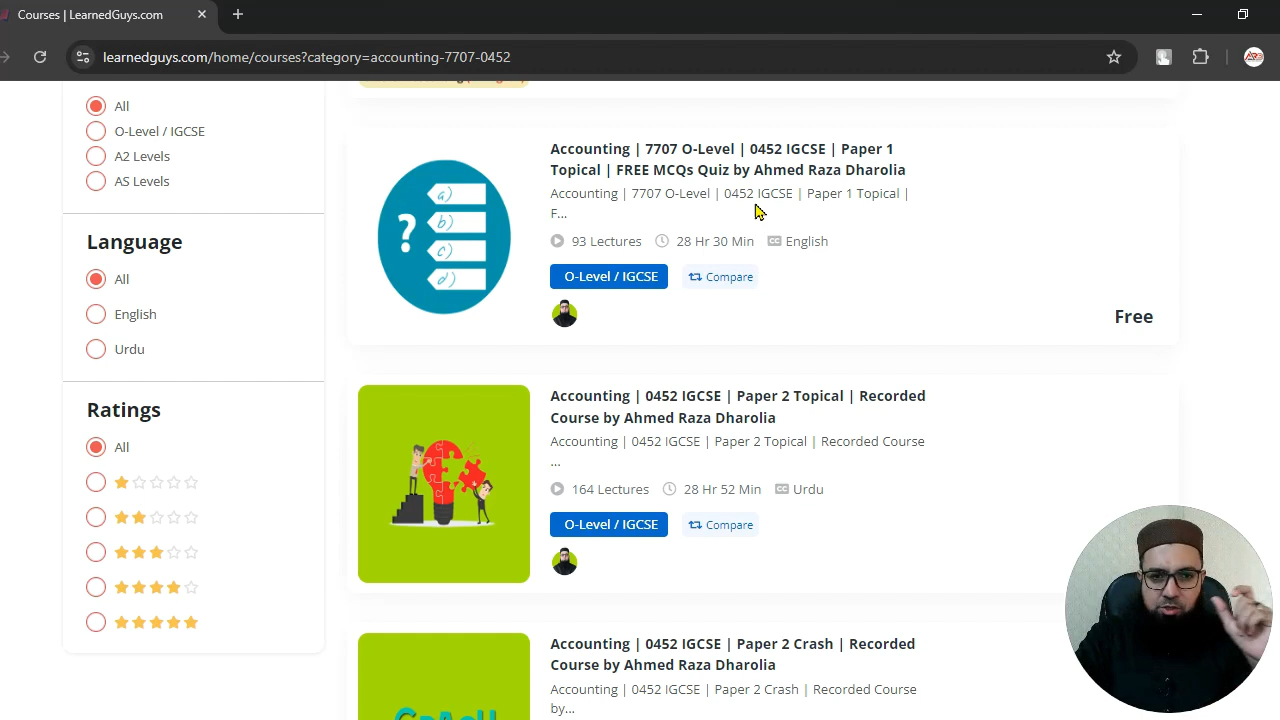 Courses | LearnedGuys.com
learnedguys.com/home/courses?category=accounting-7707-0452
All
O-Level / IGCSE
A2 Levels
AS Levels
Language
All
English
Urdu
Ratings
All
Accounting | 7707 O-Level | 0452 IGCSE | Paper 1
Topical | FREE MCQs Quiz by Ahmed Raza Dharolia
Accounting | 7707 O-Level | 0452 IGCSE | Paper 1 Topical |
F...
93 Lectures 28 Hr 30 Min CC English
O-Level / IGCSE Compare
Free
? a)
b)
c)
d)
Accounting | 0452 IGCSE | Paper 2 Topical | Recorded
Course by Ahmed Raza Dharolia
Accounting | 0452 IGCSE | Paper 2 Topical | Recorded Course
...
164 Lectures 28 Hr 52 Min CC Urdu
O-Level / IGCSE Compare
Accounting | 0452 IGCSE | Paper 2 Crash | Recorded
Course by Ahmed Raza Dharolia
Accounting | 0452 IGCSE | Paper 2 Crash | Recorded Course
by...